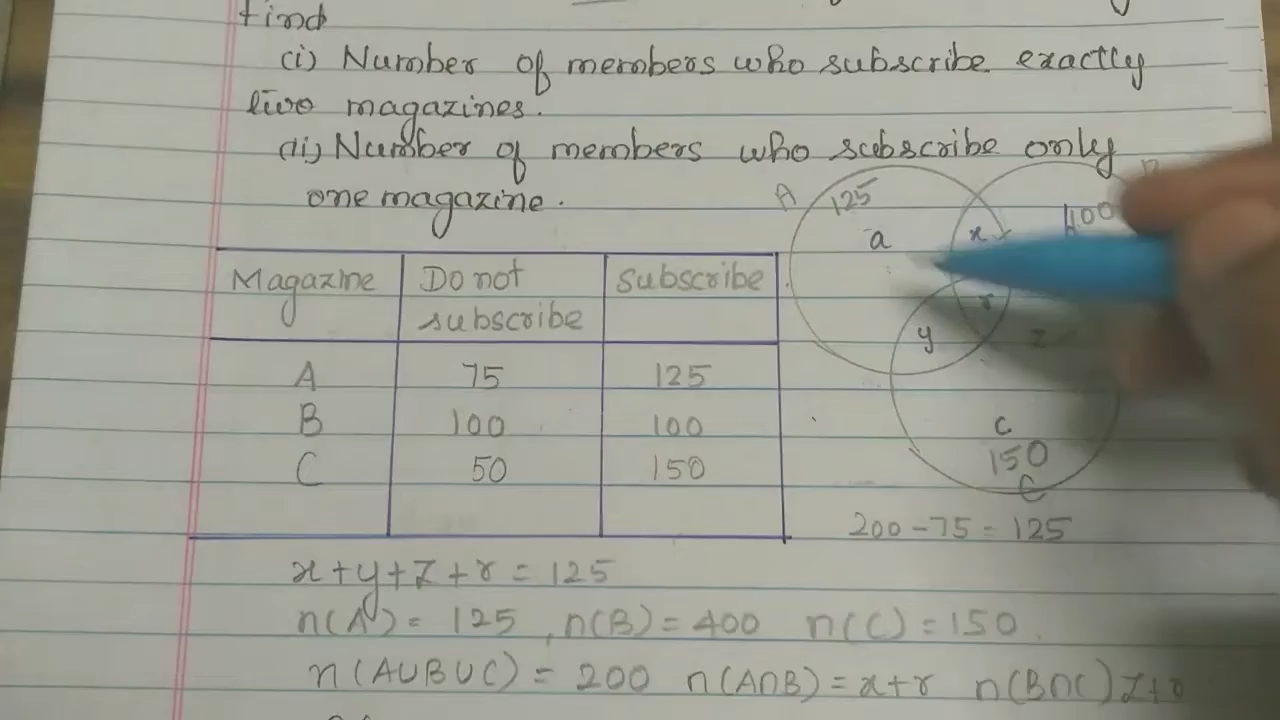 find
(i) Number of members who subscribe exactly
two magazines.
(ii) Number of members who subscribe only
one magazine.
A 125
a x 100
r
y z
C
150
C
Magazine Do not subscribe Subscribe
A 75 125
B 100 100
C 50 150
200 - 75 = 125
x + y + z + r = 125
n(A) = 125 , n(B) = 400 n(C) = 150.
n(AUBUC) = 200 n(A∩B) = x+r n(B∩C) z+r